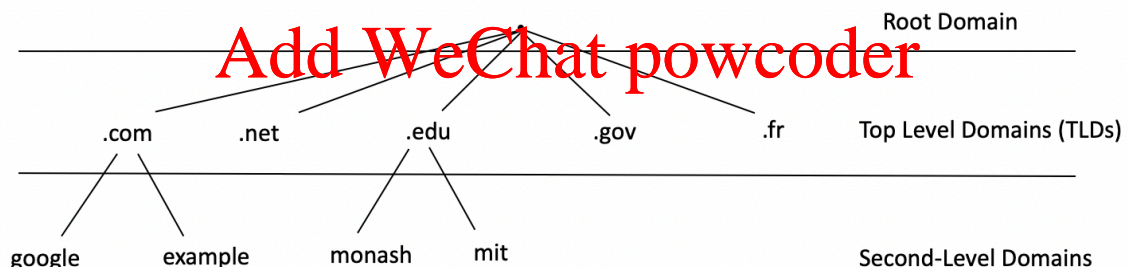 Root Domain
Add WeChat powcoder
.com .net .edu .gov .fr Top Level Domains (TLDs)
google example monash mit Second-Level Domains